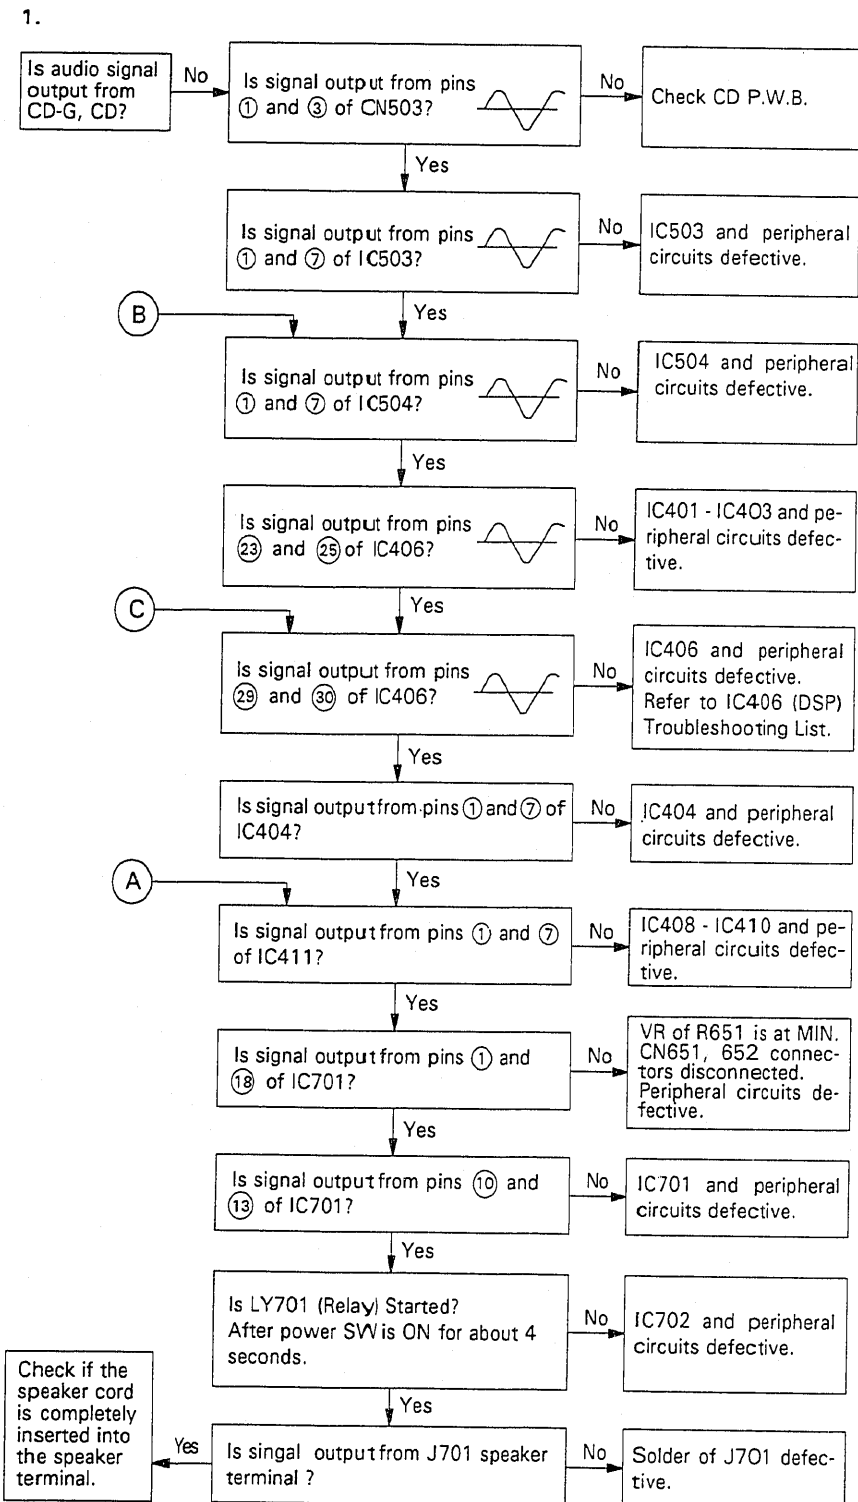 1.
Is audio signal
output from
CD-G, CD?
No
Is signal output from pins
① and ③ of CN503?
No
Check CD P.W.B.
Yes
Is signal output from pins
① and ⑦ of IC503?
No
IC503 and peripheral
circuits defective.
Yes
B
Is signal output from pins
① and ⑦ of IC504?
No
IC504 and peripheral
circuits defective.
Yes
Is signal output from pins
㉓ and ㉕ of IC406?
No
IC401 - IC403 and pe-
ripheral circuits defec-
tive.
Yes
C
Is signal output from pins
㉙ and ㉚ of IC406?
No
IC406 and peripheral
circuits defective.
Refer to IC406 (DSP)
Troubleshooting List.
Yes
Is signal output from pins ① and ⑦ of
IC404?
No
IC404 and peripheral
circuits defective.
Yes
A
Is signal output from pins ① and ⑦
of IC411?
No
IC408 - IC410 and pe-
ripheral circuits defec-
tive.
Yes
Is signal output from pins ① and
⑱ of IC701?
No
VR of R651 is at MIN.
CN651, 652 connec-
tors disconnected.
Peripheral circuits de-
fective.
Yes
Is signal output from pins ⑩ and
⑬ of IC701?
No
IC701 and peripheral
circuits defective.
Yes
Is LY701 (Relay) Started?
After power SW is ON for about 4
seconds.
No
IC702 and peripheral
circuits defective.
Yes
Is singal output from J701 speaker
terminal ?
No
Solder of J701 defec-
tive.
Yes
Check if the
speaker cord
is completely
inserted into
the speaker
terminal.